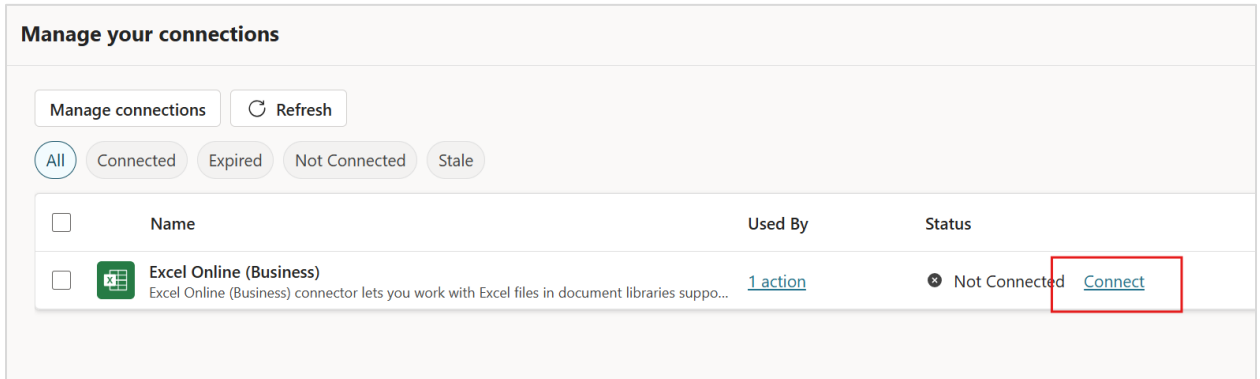 Manage your connections
Manage connections Refresh
All Connected Expired Not Connected Stale
Name Used By Status
Excel Online (Business)
Excel Online (Business) connector lets you work with Excel files in document libraries suppo...
1 action Not Connected Connect